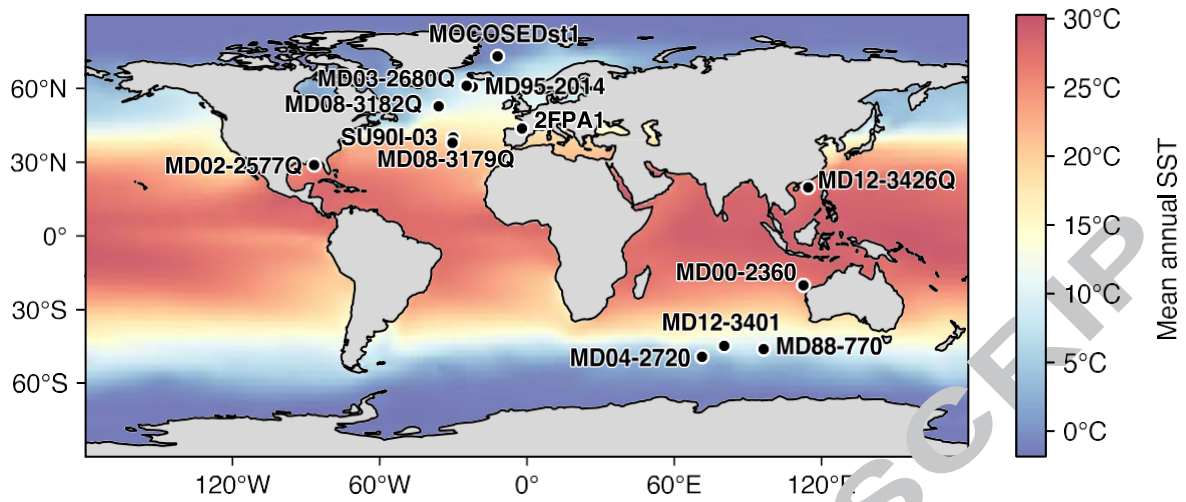 MOCOSEDst1
MD03-2680Q
MD95-2014
MD08-3182Q
2FPA1
SU90I-03
MD08-3179Q
MD02-2577Q
MD12-3426Q
MD00-2360
MD12-3401
MD88-770
MD04-2720
60°N
30°N
0°
30°S
60°S
120°W
60°W
0°
60°E
120°E
30°C
25°C
20°C
15°C
10°C
5°C
0°C
Mean annual SST
SCRIP